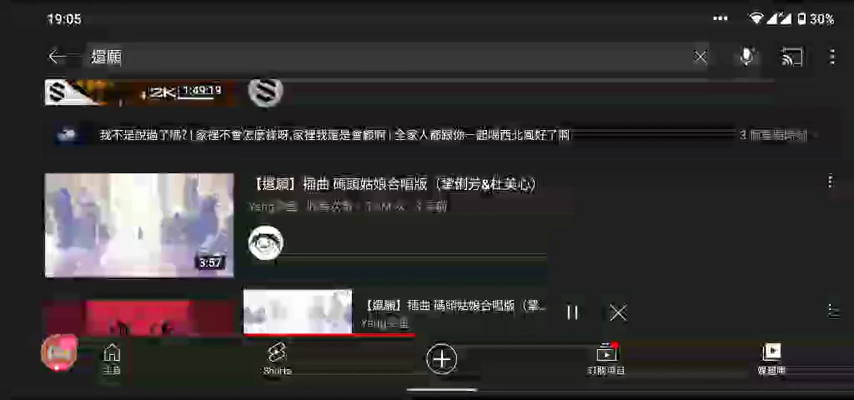 19:05
30%
還願
2K 1:49:19
我不是說過了嗎?! 家裡不會怎麼樣呀,家裡我還是會顧啊 | 全家人都跟你一起喝西北風好了啊
【還願】插曲 碼頭姑娘合唱版（鞏俐芳&杜美心）
3:57
【還願】插曲 碼頭姑娘合唱版（鞏...
主頁
Shorts
訂閱項目
媒體庫